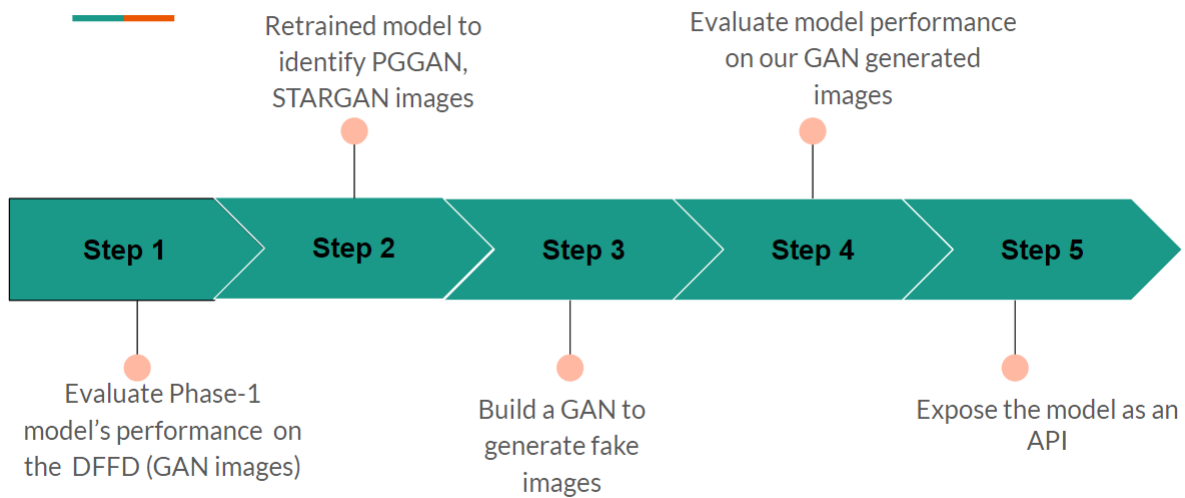 Retrained model to
identify PGGAN,
STARGAN images
Evaluate model performance
on our GAN generated
images
Step 1
Step 2
Step 3
Step 4
Step 5
Evaluate Phase-1
model's performance on
the DFFD (GAN images)
Build a GAN to
generate fake
images
Expose the model as an
API